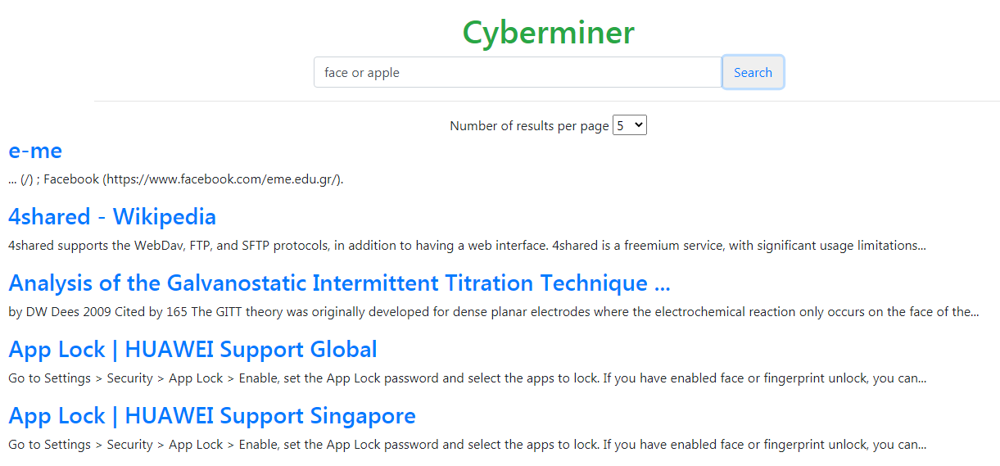 Cyberminer
face or apple Search
Number of results per page 5
e-me
... (/) ; Facebook (https://www.facebook.com/eme.edu.gr/).
4shared - Wikipedia
4shared supports the WebDav, FTP, and SFTP protocols, in addition to having a web interface. 4shared is a freemium service, with significant usage limitations...
Analysis of the Galvanostatic Intermittent Titration Technique ...
by DW Dees 2009 Cited by 165 The GITT theory was originally developed for dense planar electrodes where the electrochemical reaction only occurs on the face of the...
App Lock | HUAWEI Support Global
Go to Settings > Security > App Lock > Enable, set the App Lock password and select the apps to lock. If you have enabled face or fingerprint unlock, you can...
App Lock | HUAWEI Support Singapore
Go to Settings > Security > App Lock > Enable, set the App Lock password and select the apps to lock. If you have enabled face or fingerprint unlock, you can...